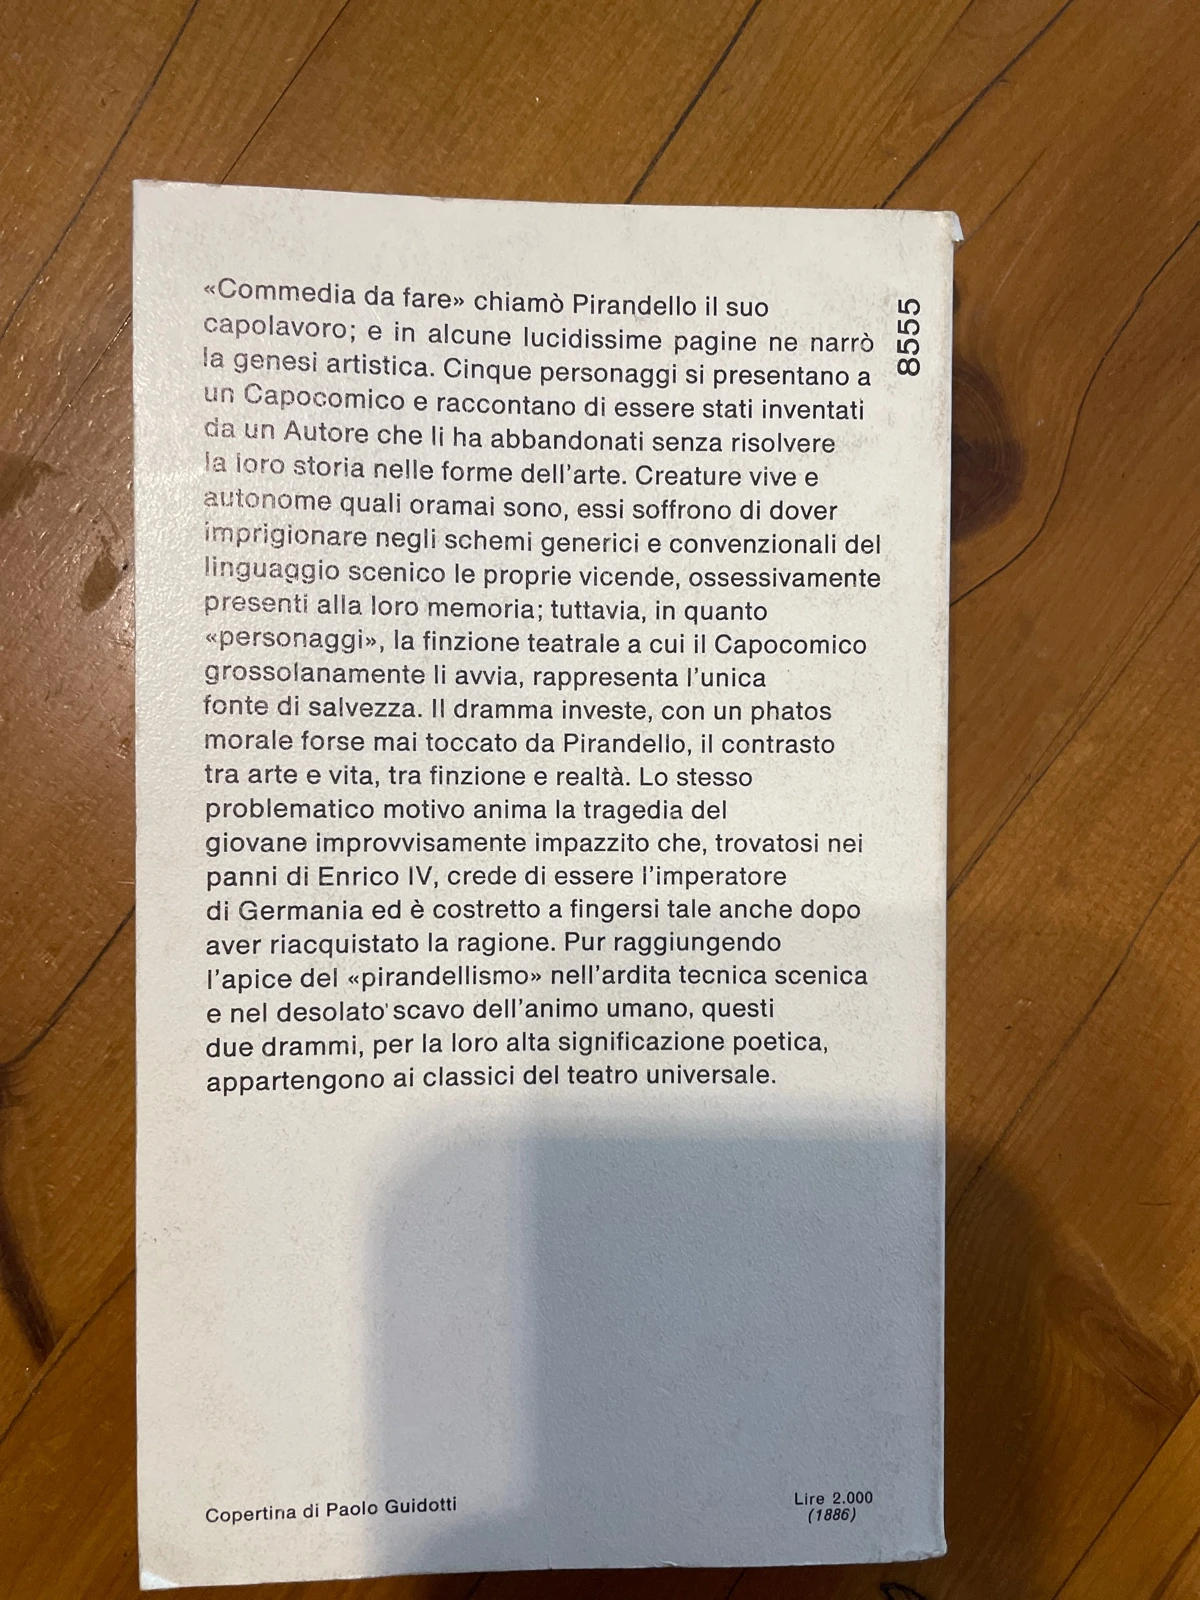 «Commedia da fare» chiamò Pirandello il suo
capolavoro; e in alcune lucidissime pagine ne narrò
la genesi artistica. Cinque personaggi si presentano a
un Capocomico e raccontano di essere stati inventati
da un Autore che li ha abbandonati senza risolvere
la loro storia nelle forme dell'arte. Creature vive e
autonome quali oramai sono, essi soffrono di dover
imprigionare negli schemi generici e convenzionali del
linguaggio scenico le proprie vicende, ossessivamente
presenti alla loro memoria; tuttavia, in quanto
«personaggi», la finzione teatrale a cui il Capocomico
grossolanamente li avvia, rappresenta l'unica
fonte di salvezza. Il dramma investe, con un phatos
morale forse mai toccato da Pirandello, il contrasto
tra arte e vita, tra finzione e realtà. Lo stesso
problematico motivo anima la tragedia del
giovane improvvisamente impazzito che, trovatosi nei
panni di Enrico IV, crede di essere l'imperatore
di Germania ed è costretto a fingersi tale anche dopo
aver riacquistato la ragione. Pur raggiungendo
l'apice del «pirandellismo» nell'ardita tecnica scenica
e nel desolato scavo dell'animo umano, questi
due drammi, per la loro alta significazione poetica,
appartengono ai classici del teatro universale.
8555
Copertina di Paolo Guidotti
Lire 2.000
(1886)